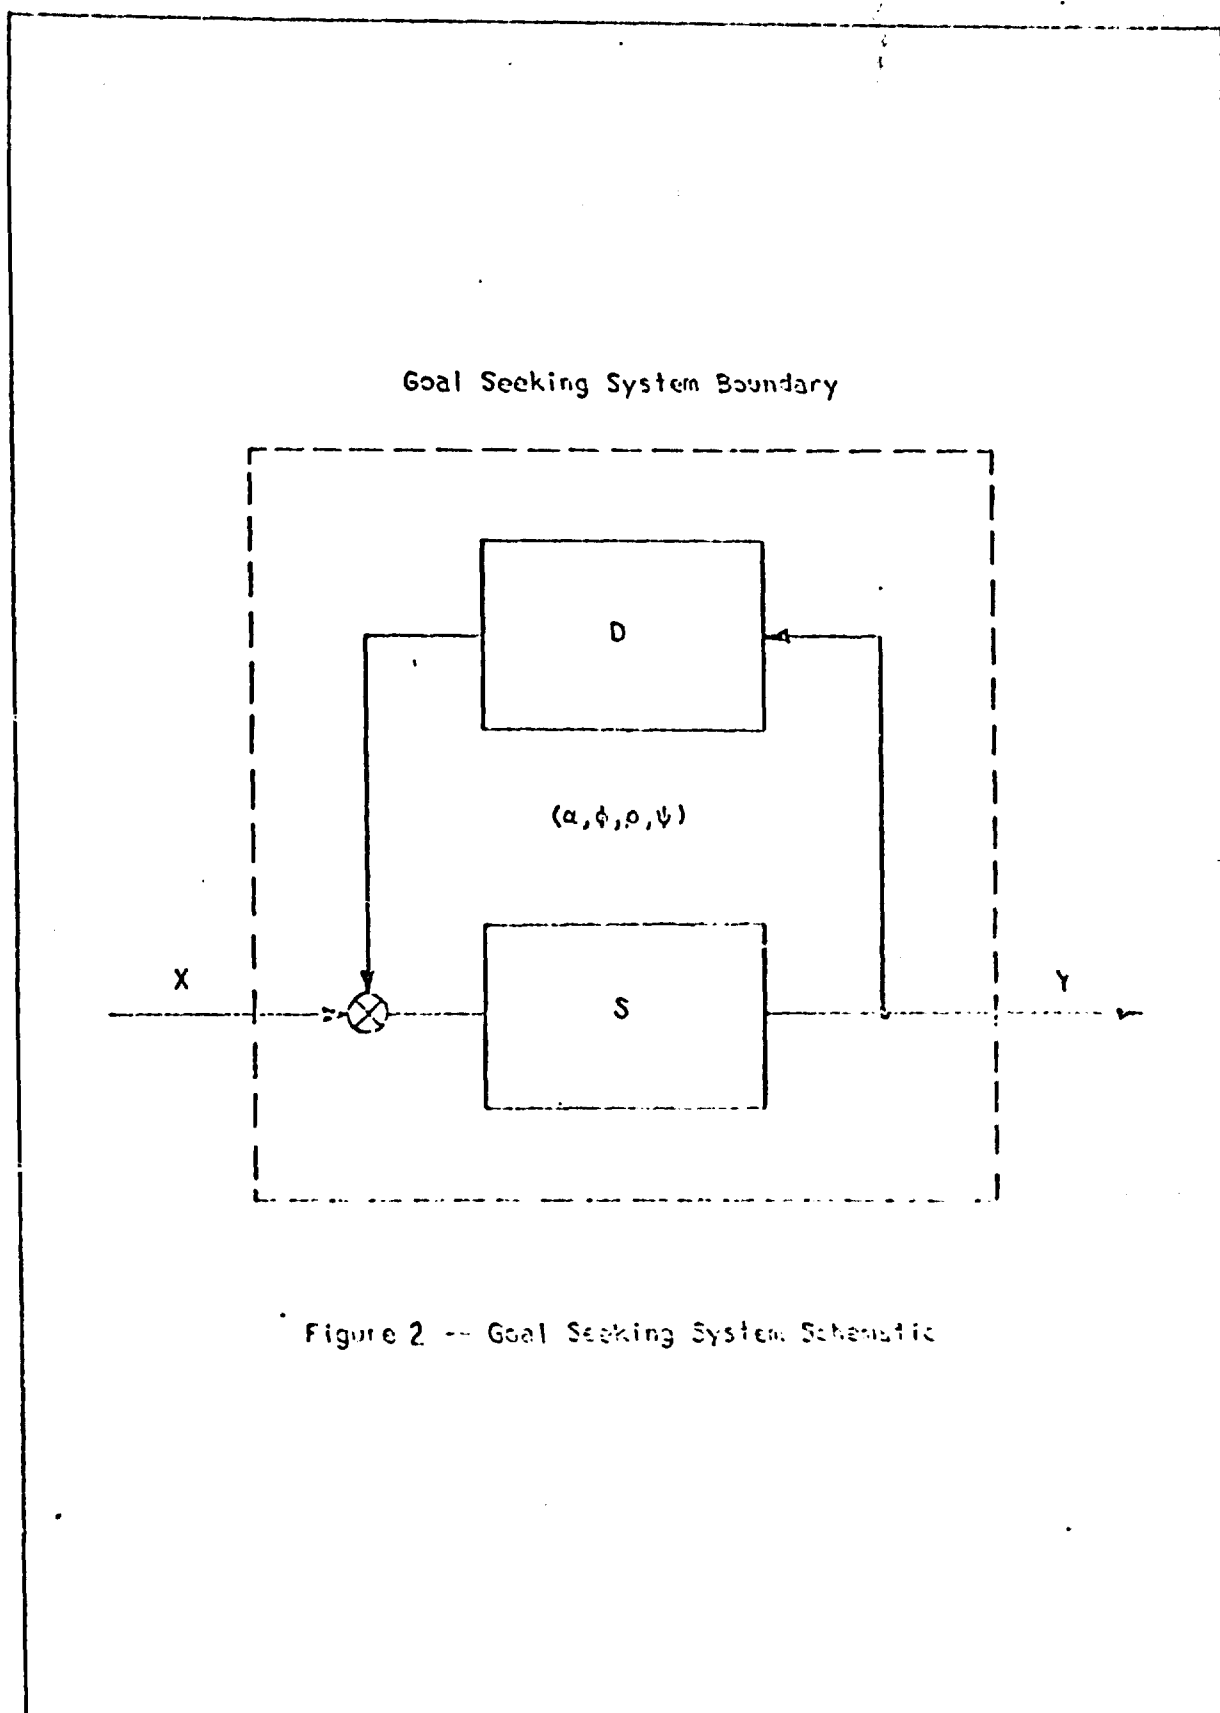 Goal Seeking System Boundary
D
(α,ϕ,ρ,ψ)
X
Y
S
Figure 2 -- Goal Seeking System Schematic